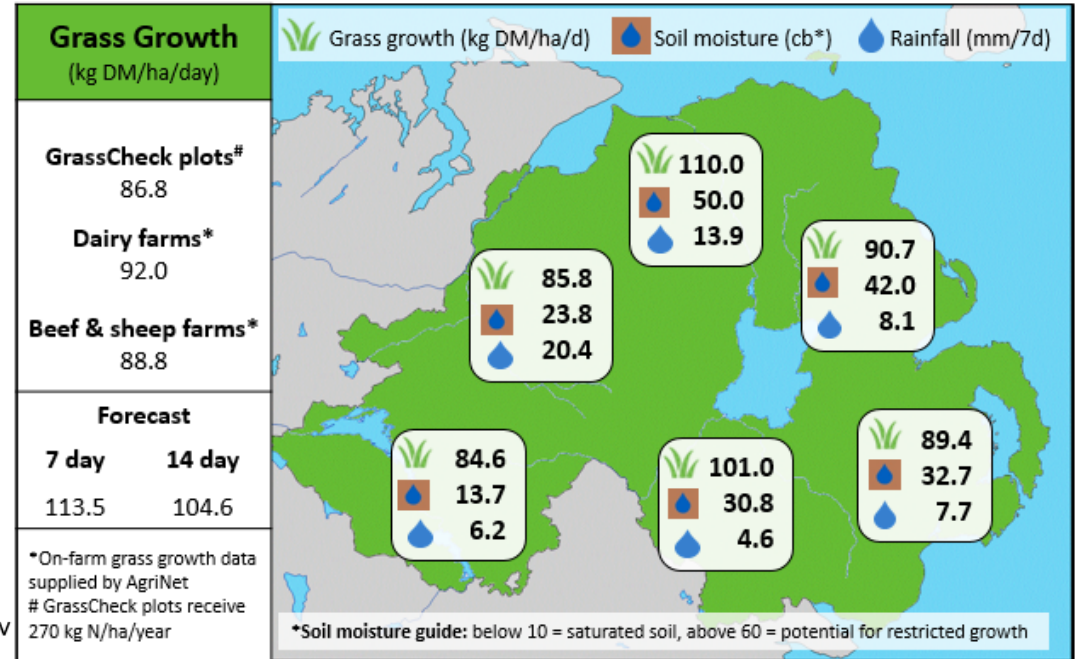 Grass Growth
(kg DM/ha/day)
GrassCheck plots#
86.8
Dairy farms*
92.0
Beef & sheep farms*
88.8
Forecast
7 day 14 day
113.5 104.6
*On-farm grass growth data
supplied by AgriNet
# GrassCheck plots receive
270 kg N/ha/year
v
Grass growth (kg DM/ha/d) Soil moisture (cb*) Rainfall (mm/7d)
110.0
50.0
13.9
90.7
42.0
8.1
85.8
23.8
20.4
84.6
13.7
6.2
101.0
30.8
4.6
89.4
32.7
7.7
*Soil moisture guide: below 10 = saturated soil, above 60 = potential for restricted growth